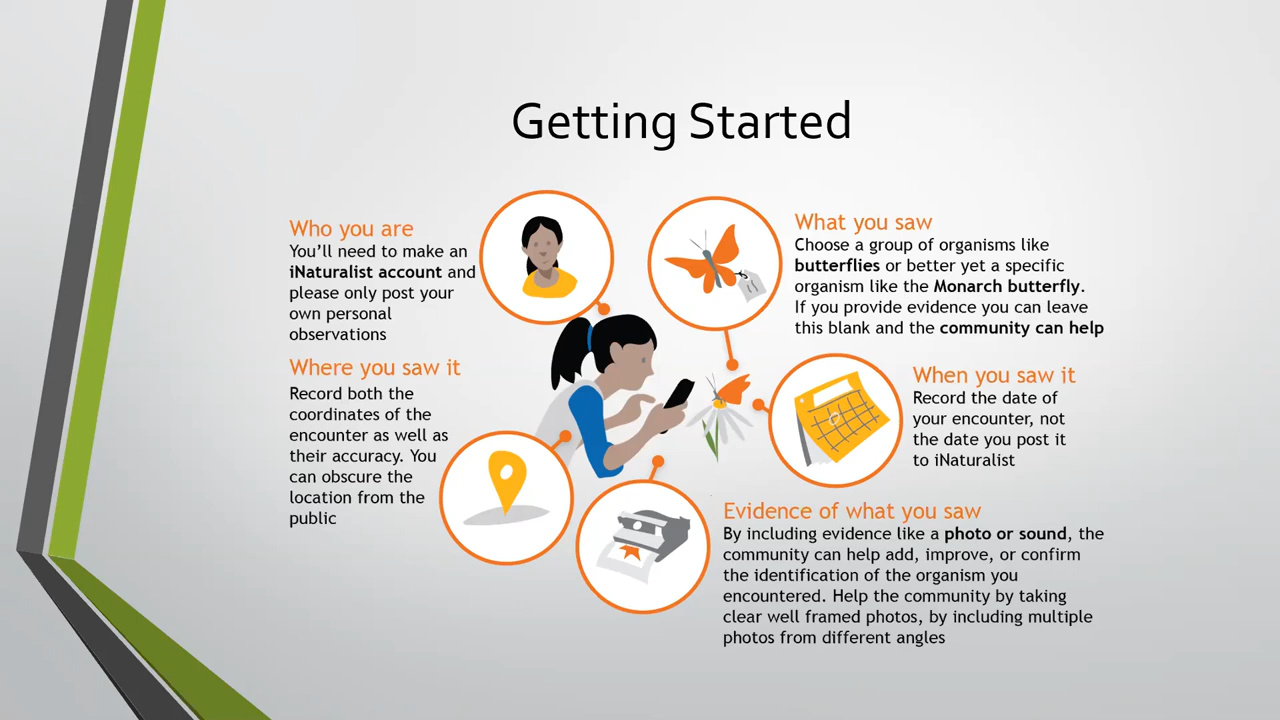 Getting Started
Who you are
You'll need to make an
iNaturalist account and
please only post your
own personal
observations
What you saw
Choose a group of organisms like
butterflies or better yet a specific
organism like the Monarch butterfly.
If you provide evidence you can leave
this blank and the community can help
Where you saw it
Record both the
coordinates of the
encounter as well as
their accuracy. You
can obscure the
location from the
public
When you saw it
Record the date of
your encounter, not
the date you post it
to iNaturalist
Evidence of what you saw
By including evidence like a photo or sound, the
community can help add, improve, or confirm
the identification of the organism you
encountered. Help the community by taking
clear well framed photos, by including multiple
photos from different angles